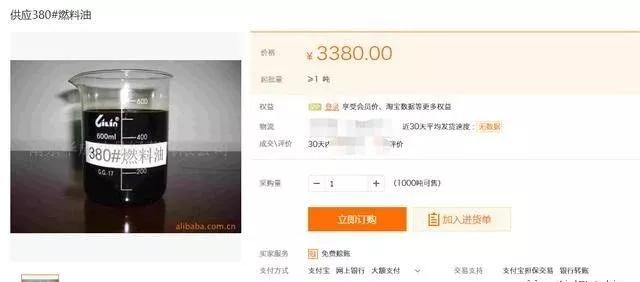 供应380#燃料油
价格
¥ 3380.00
起批量
≥1 吨
权益
登录 享受会员价、淘宝数据等更多权益
物流
近30天平均发货速度: 无数据
成交\评价
30天内
评价
采购量
− 1 + (1000吨可售)
立即订购
加入进货单
买家服务
免费赊账
支付方式
支付宝 网上银行 大额支付
交易支持
支付宝担保交易 银行转账
600
600ml
400
380#燃料油
200
G.G.17
alibaba.com.cn